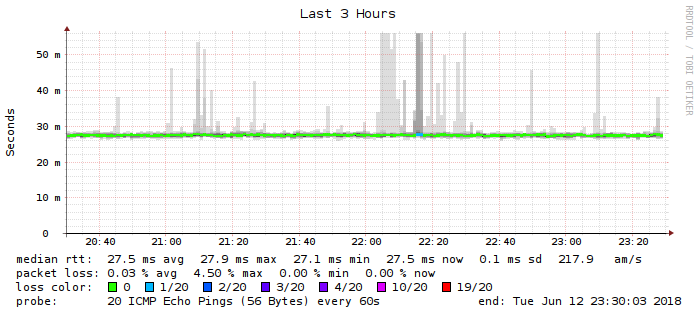 Last 3 Hours
RRDTOOL / TOBI OETIKER
Seconds
50 m
40 m
30 m
20 m
10 m
0
20:40 21:00 21:20 21:40 22:00 22:20 22:40 23:00 23:20
median rtt: 27.5 ms avg 27.9 ms max 27.1 ms min 27.5 ms now 0.1 ms sd 217.9 am/s
packet loss: 0.03 % avg 4.50 % max 0.00 % min 0.00 % now
loss color: 0 1/20 2/20 3/20 4/20 10/20 19/20
probe: 20 ICMP Echo Pings (56 Bytes) every 60s end: Tue Jun 12 23:30:03 2018